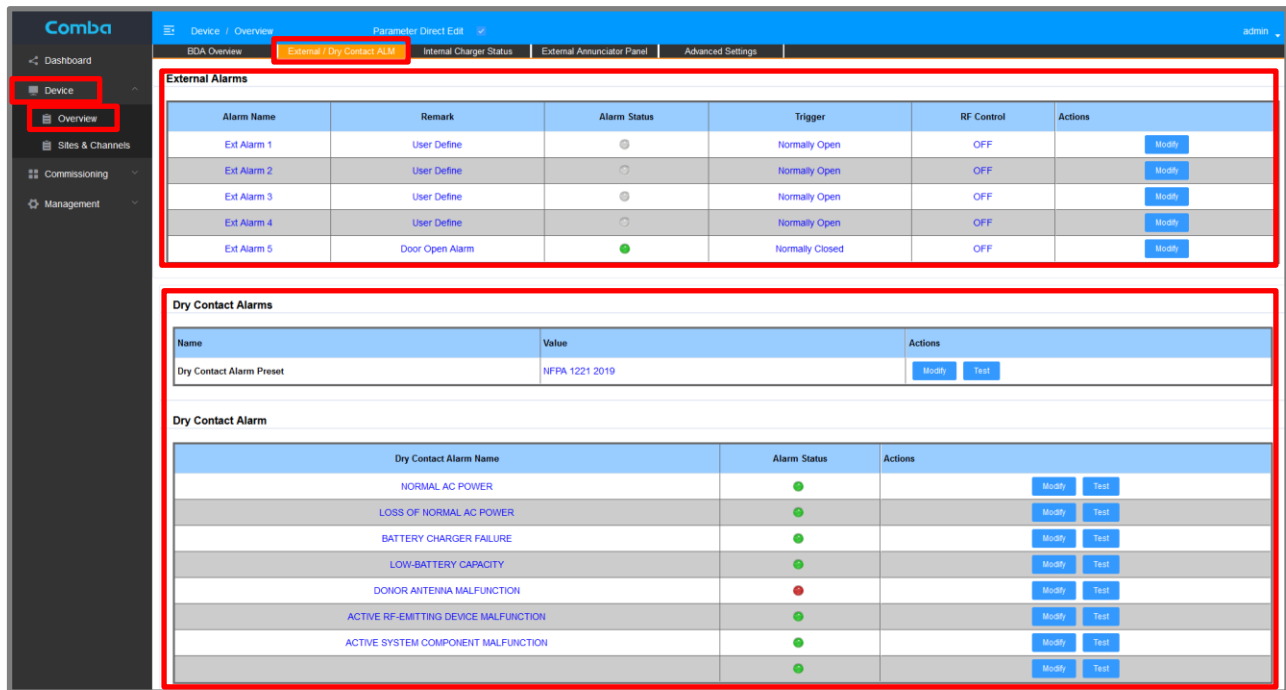 Comba
Device / Overview Parameter Direct Edit admin
BDA Overview External / Dry Contact ALM Internal Charger Status External Annunciator Panel Advanced Settings
Dashboard
Device
Overview
Sites & Channels
Commissioning
Management
External Alarms
Alarm Name Remark Alarm Status Trigger RF Control Actions
Ext Alarm 1 User Define Normally Open OFF Modify
Ext Alarm 2 User Define Normally Open OFF Modify
Ext Alarm 3 User Define Normally Open OFF Modify
Ext Alarm 4 User Define Normally Open OFF Modify
Ext Alarm 5 Door Open Alarm Normally Closed OFF Modify
Dry Contact Alarms
Name Value Actions
Dry Contact Alarm Preset NFPA 1221 2019 Modify Test
Dry Contact Alarm
Dry Contact Alarm Name Alarm Status Actions
NORMAL AC POWER Modify Test
LOSS OF NORMAL AC POWER Modify Test
BATTERY CHARGER FAILURE Modify Test
LOW-BATTERY CAPACITY Modify Test
DONOR ANTENNA MALFUNCTION Modify Test
ACTIVE RF-EMITTING DEVICE MALFUNCTION Modify Test
ACTIVE SYSTEM COMPONENT MALFUNCTION Modify Test
Modify Test